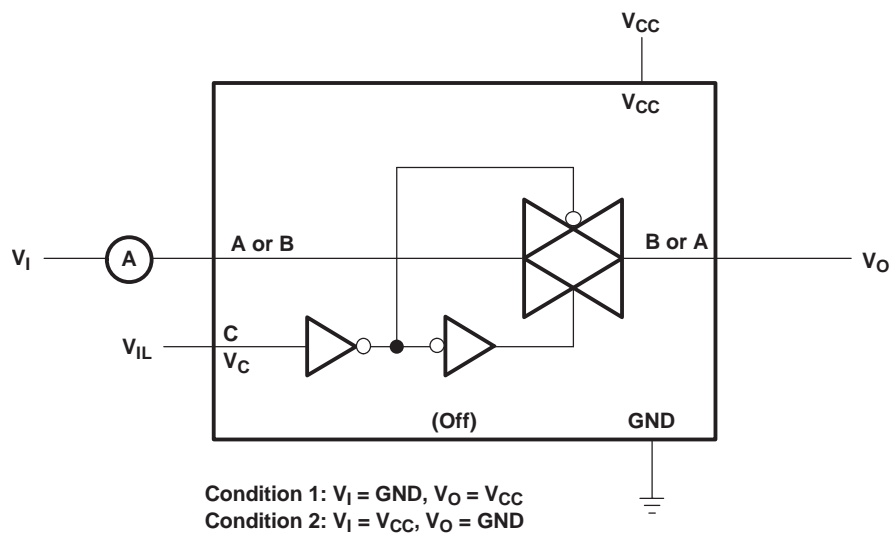 VCC
VCC
VI
A
A or B
B or A
VO
VIL
C
VC
(Off)
GND
Condition 1: VI = GND, VO = VCC
Condition 2: VI = VCC, VO = GND